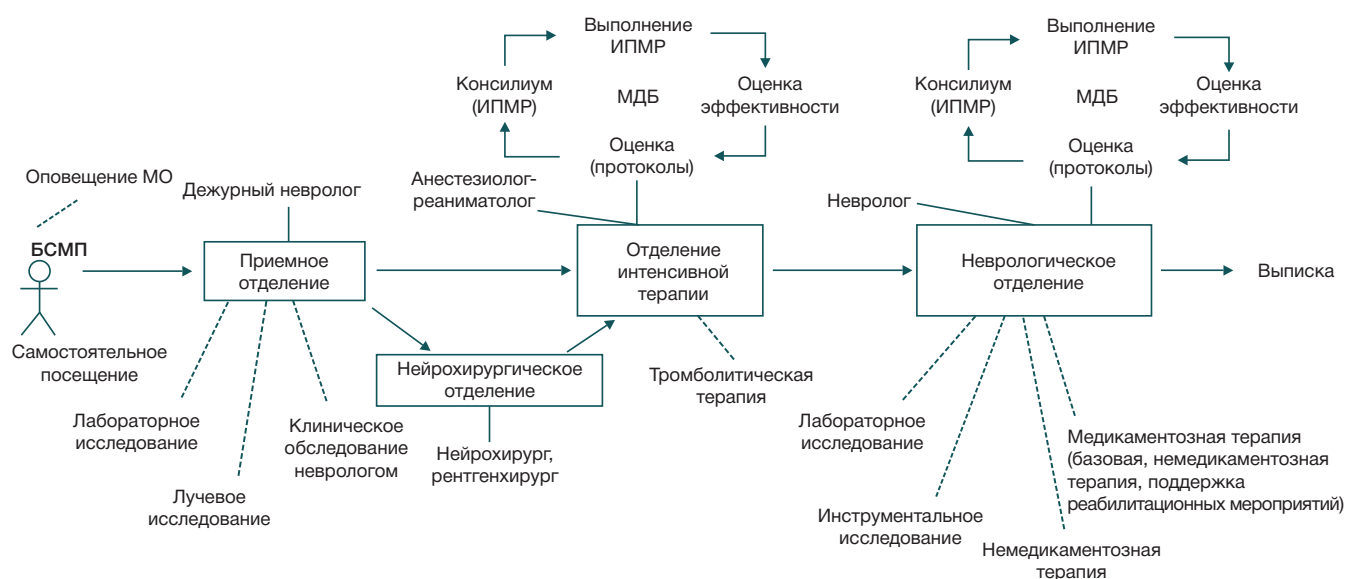 Выполнение
ИПМР
Консилиум
(ИПМР)
МДБ
Оценка
эффективности
Оценка
(протоколы)
Выполнение
ИПМР
Консилиум
(ИПМР)
МДБ
Оценка
эффективности
Оценка
(протоколы)
Оповещение МО
Дежурный невролог
Анестезиолог-
реаниматолог
Невролог
БСМП
Самостоятельное
посещение
Приемное
отделение
Отделение
интенсивной
терапии
Неврологическое
отделение
Выписка
Нейрохирургическое
отделение
Нейрохирург,
рентгенхирург
Лабораторное
исследование
Лучевое
исследование
Клиническое
обследование
неврологом
Тромболитическая
терапия
Лабораторное
исследование
Инструментальное
исследование
Немедикаментозная
терапия
Медикаментозная терапия
(базовая, немедикаментозная
терапия, поддержка
реабилитационных мероприятий)